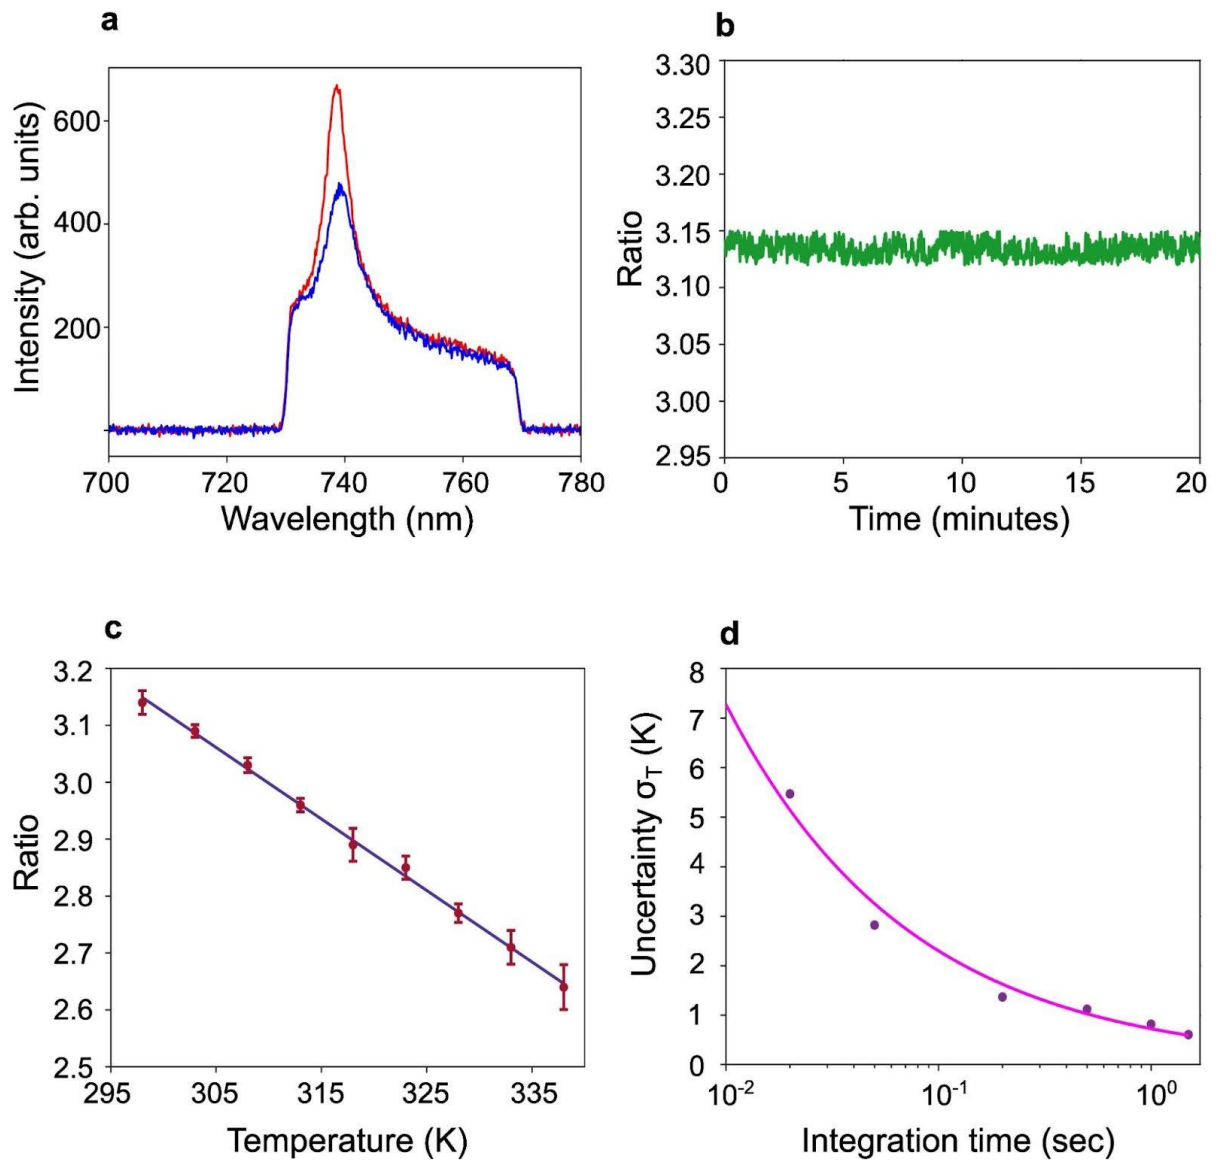 a
Intensity (arb. units)
600
400
200
700 720 740 760 780
Wavelength (nm)
b
Ratio
3.30
3.25
3.20
3.15
3.10
3.05
3.00
2.95
0 5 10 15 20
Time (minutes)
c
Ratio
3.2
3.1
3.0
2.9
2.8
2.7
2.6
2.5
295 305 315 325 335
Temperature (K)
d
Uncertainty σT (K)
8
7
6
5
4
3
2
1
0
10-2 10-1 100
Integration time (sec)